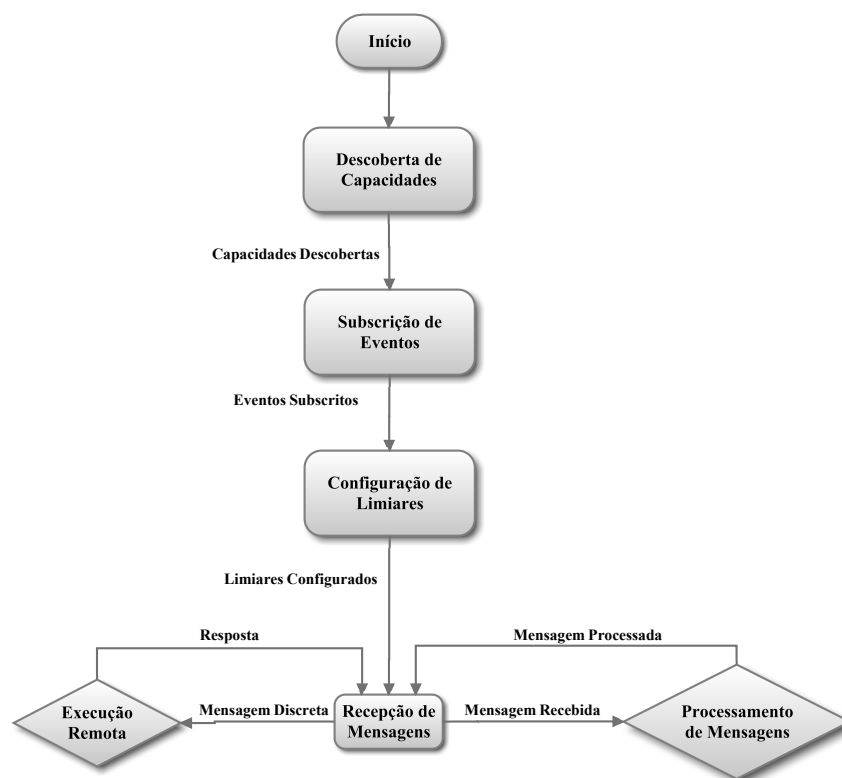 Início
Descoberta de
Capacidades
Capacidades Descobertas
Subscrição de
Eventos
Eventos Subscritos
Configuração de
Limiares
Limiares Configurados
Resposta
Mensagem Processada
Execução
Remota
Mensagem Discreta
Recepção de
Mensagens
Mensagem Recebida
Processamento
de Mensagens